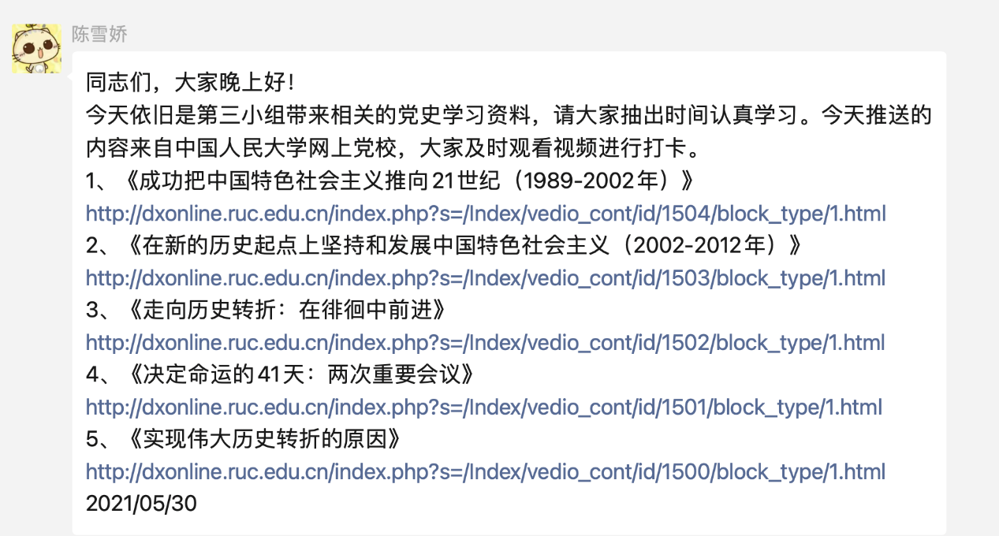 陈雪娇
同志们，大家晚上好！
今天依旧是第三小组带来相关的党史学习资料，请大家抽出时间认真学习。今天推送的
内容来自中国人民大学网上党校，大家及时观看视频进行打卡。
1、《成功把中国特色社会主义推向21世纪（1989-2002年）》
http://dxonline.ruc.edu.cn/index.php?s=/Index/vedio_cont/id/1504/block_type/1.html
2、《在新的历史起点上坚持和发展中国特色社会主义（2002-2012年）》
http://dxonline.ruc.edu.cn/index.php?s=/Index/vedio_cont/id/1503/block_type/1.html
3、《走向历史转折：在徘徊中前进》
http://dxonline.ruc.edu.cn/index.php?s=/Index/vedio_cont/id/1502/block_type/1.html
4、《决定命运的41天：两次重要会议》
http://dxonline.ruc.edu.cn/index.php?s=/Index/vedio_cont/id/1501/block_type/1.html
5、《实现伟大历史转折的原因》
http://dxonline.ruc.edu.cn/index.php?s=/Index/vedio_cont/id/1500/block_type/1.html
2021/05/30